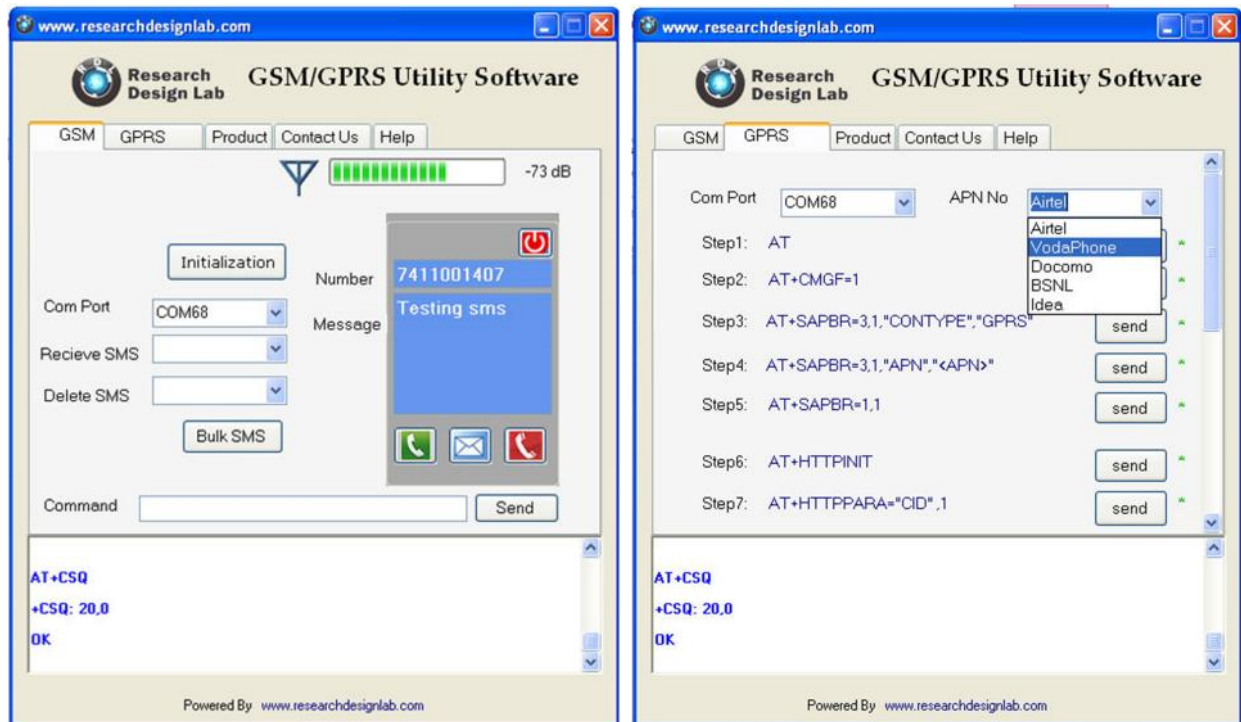 www.researchdesignlab.com
RDL
Research
Design Lab
GSM/GPRS Utility Software
GSM GPRS Product Contact Us Help
-73 dB
Initialization
Number
7411001407
Com Port
COM68
Message
Testing sms
Recieve SMS
Delete SMS
Bulk SMS
Command
Send
AT+CSQ
+CSQ: 20,0
OK
Powered By www.researchdesignlab.com
www.researchdesignlab.com
RDL
Research
Design Lab
GSM/GPRS Utility Software
GSM GPRS Product Contact Us Help
Com Port
COM68
APN No
Airtel
Airtel
VodaPhone
Docomo
BSNL
Idea
Step1: AT *
Step2: AT+CMGF=1 *
Step3: AT+SAPBR=3,1,"CONTYPE","GPRS" send *
Step4: AT+SAPBR=3,1,"APN","<APN>" send *
Step5: AT+SAPBR=1,1 send *
Step6: AT+HTTPINIT send *
Step7: AT+HTTPPARA="CID",1 send *
AT+CSQ
+CSQ: 20,0
OK
Powered By www.researchdesignlab.com